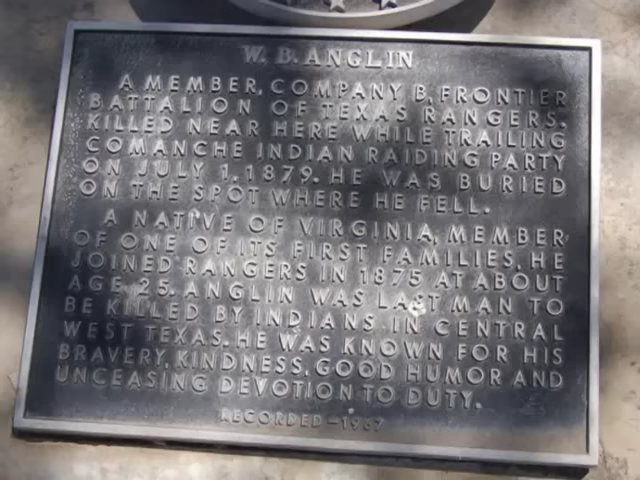 W. B. ANGLIN
A MEMBER, COMPANY B, FRONTIER
BATTALION OF TEXAS RANGERS.
KILLED NEAR HERE WHILE TRAILING
COMANCHE INDIAN RAIDING PARTY
ON JULY 1, 1879. HE WAS BURIED
ON THE SPOT WHERE HE FELL.
A NATIVE OF VIRGINIA, MEMBER
OF ONE OF ITS FIRST FAMILIES, HE
JOINED RANGERS IN 1875 AT ABOUT
AGE 25. ANGLIN WAS LAST MAN TO
BE KILLED BY INDIANS IN CENTRAL
WEST TEXAS. HE WAS KNOWN FOR HIS
BRAVERY, KINDNESS, GOOD HUMOR AND
UNCEASING DEVOTION TO DUTY.
RECORDED—1967